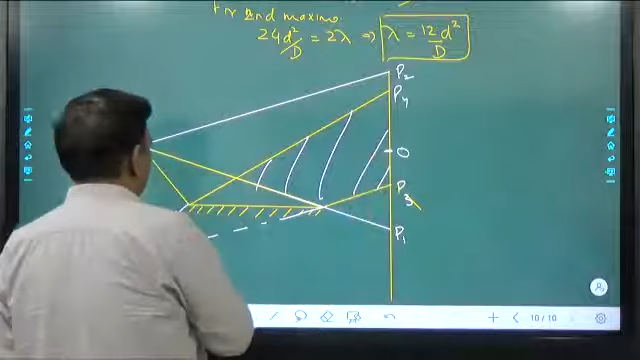 For 2nd maxima
24d²/D = 2λ ⇒ λ = 12d²/D
P₂
P₄
O
P₃
P₁
10/10